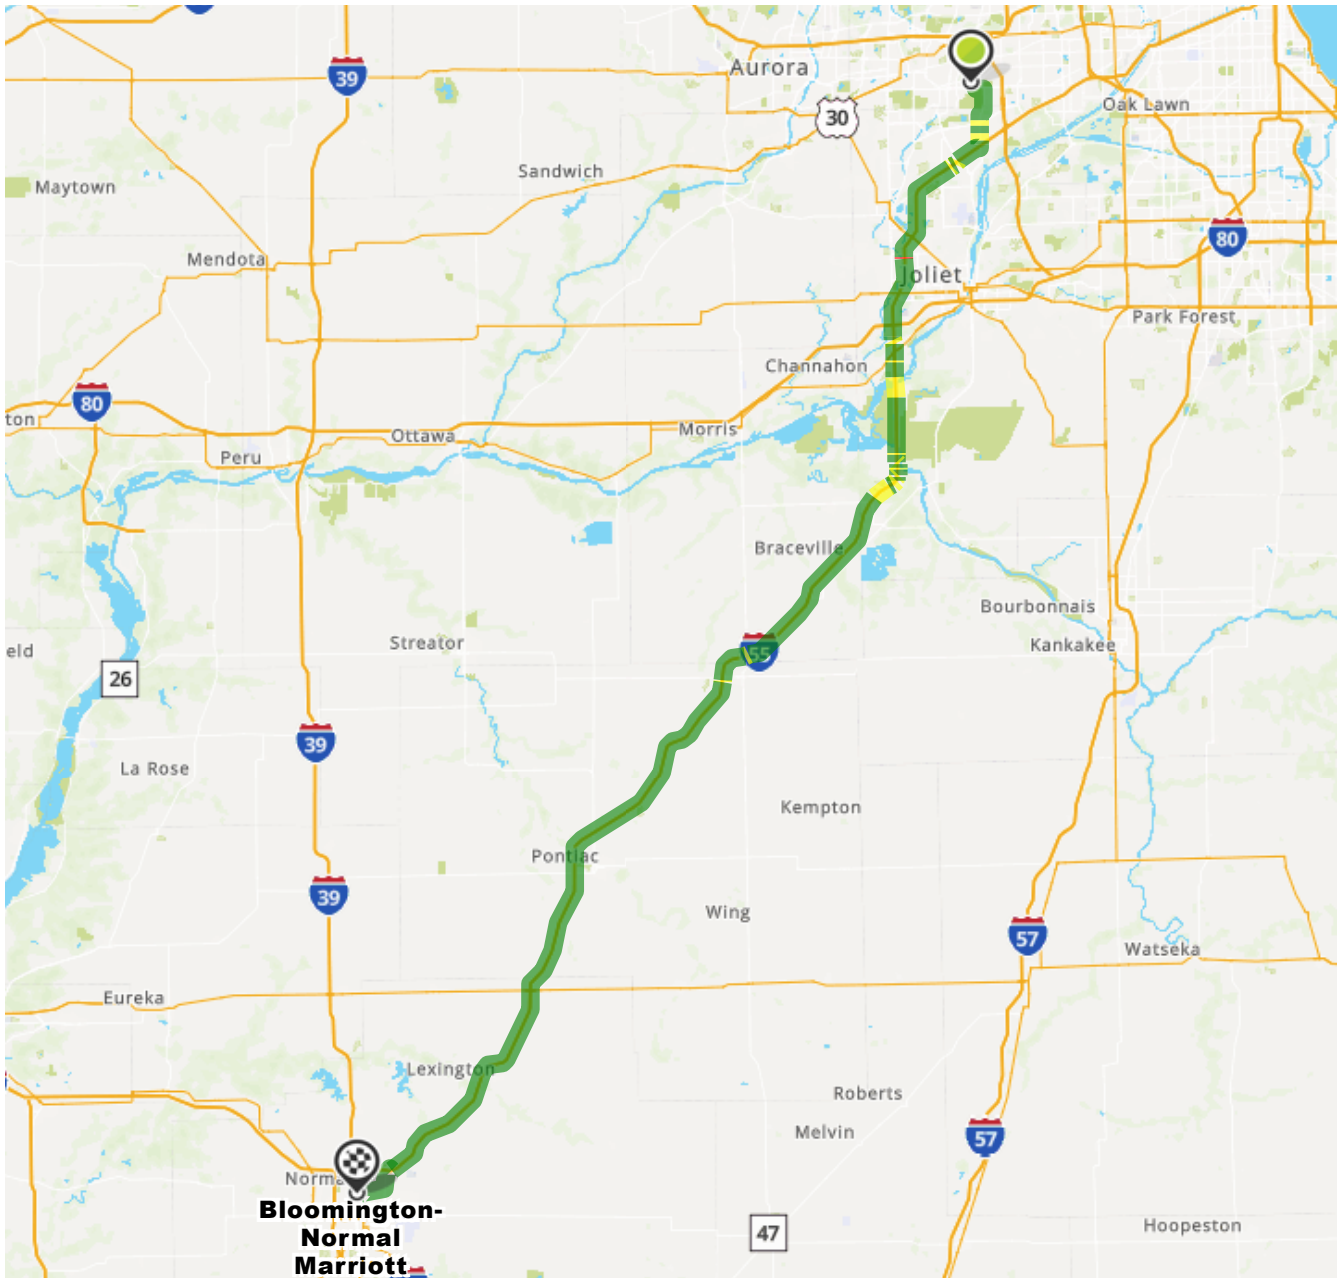 39
Aurora
30
Oak Lawn
Sandwich
Maytown
80
Mendota
Joliet
Park Forest
Channahon
80
ton
Ottawa
Morris
Peru
Braceville
Bourbonnais
Streator
Kankakee
eld
55
26
39
La Rose
Kempton
Pontiac
39
Wing
57
Watseka
Eureka
Lexington
Roberts
Melvin
57
Norma
Bloomington-
Normal
Marriott
47
Hoopeston